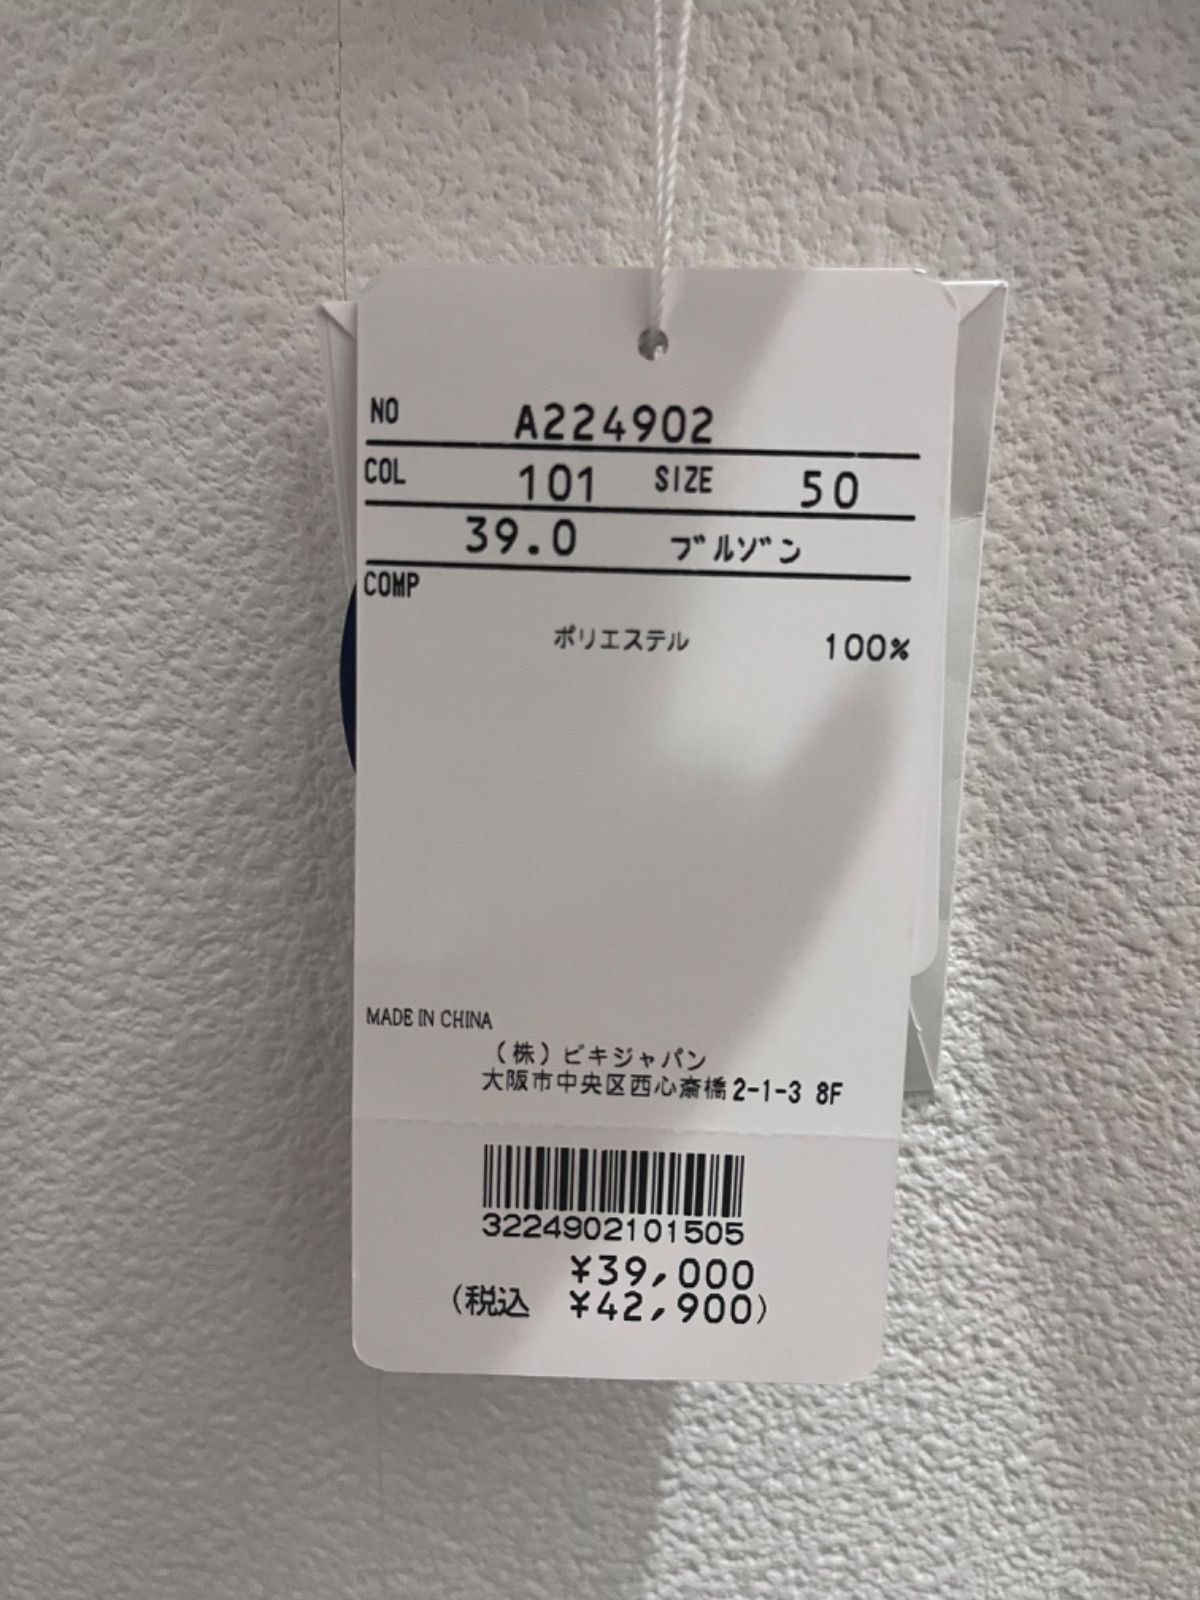 NO A224902
COL 101 SIZE 50
39.0 ブルゾン
COMP
ポリエステル 100%
MADE IN CHINA
(株)ビキジャパン
大阪市中央区西心斎橋2-1-3 8F
3224902101505
¥39,000
(税込 ¥42,900)